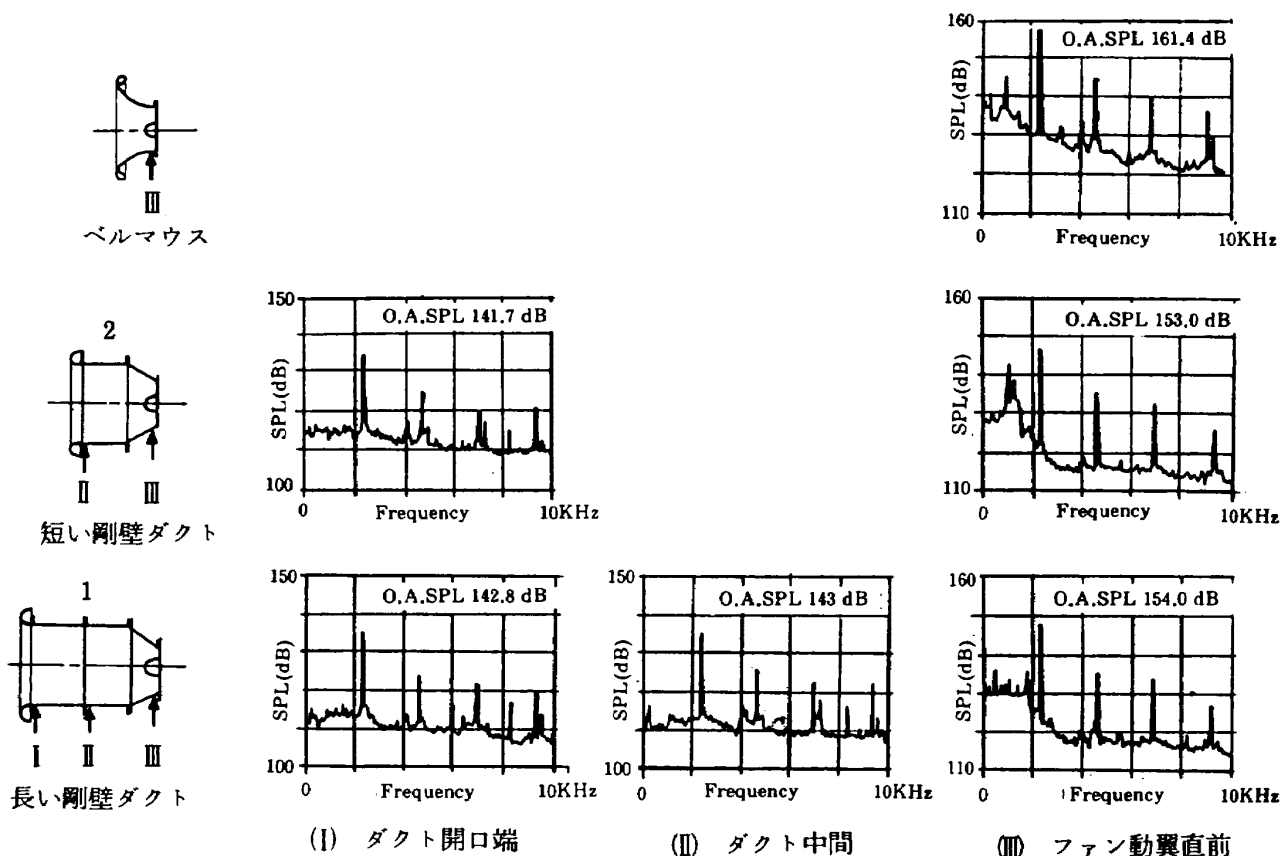 160
O.A.SPL 161.4 dB
SPL(dB)
110
0
Frequency
10KHz
Ⅲ
ベルマウス
150
O.A.SPL 141.7 dB
SPL(dB)
100
0
Frequency
10KHz
160
O.A.SPL 153.0 dB
SPL(dB)
110
0
Frequency
10KHz
2
Ⅱ
Ⅲ
短い剛壁ダクト
150
O.A.SPL 142.8 dB
SPL(dB)
100
0
Frequency
10KHz
150
O.A.SPL 143 dB
SPL(dB)
100
0
Frequency
10KHz
160
O.A.SPL 154.0 dB
SPL(dB)
110
0
Frequency
10KHz
1
Ⅰ
Ⅱ
Ⅲ
長い剛壁ダクト
(Ⅰ) ダクト開口端
(Ⅱ) ダクト中間
(Ⅲ) ファン動翼直前